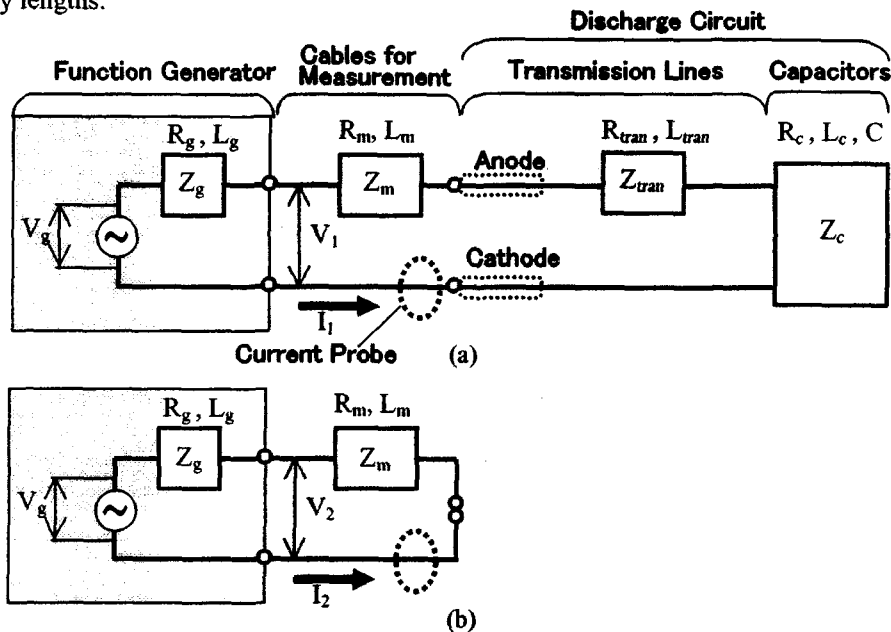 y lengths.
Discharge Circuit
Function Generator
Cables for
Measurement
Transmission Lines
Capacitors
Rg, Lg
Rm, Lm
Rtran, Ltran
Rc, Lc, C
Zg
Zm
Anode
Ztran
Zc
Vg
V1
Cathode
I1
Current Probe
(a)
Rg, Lg
Rm, Lm
Zg
Zm
Vg
V2
I2
(b)